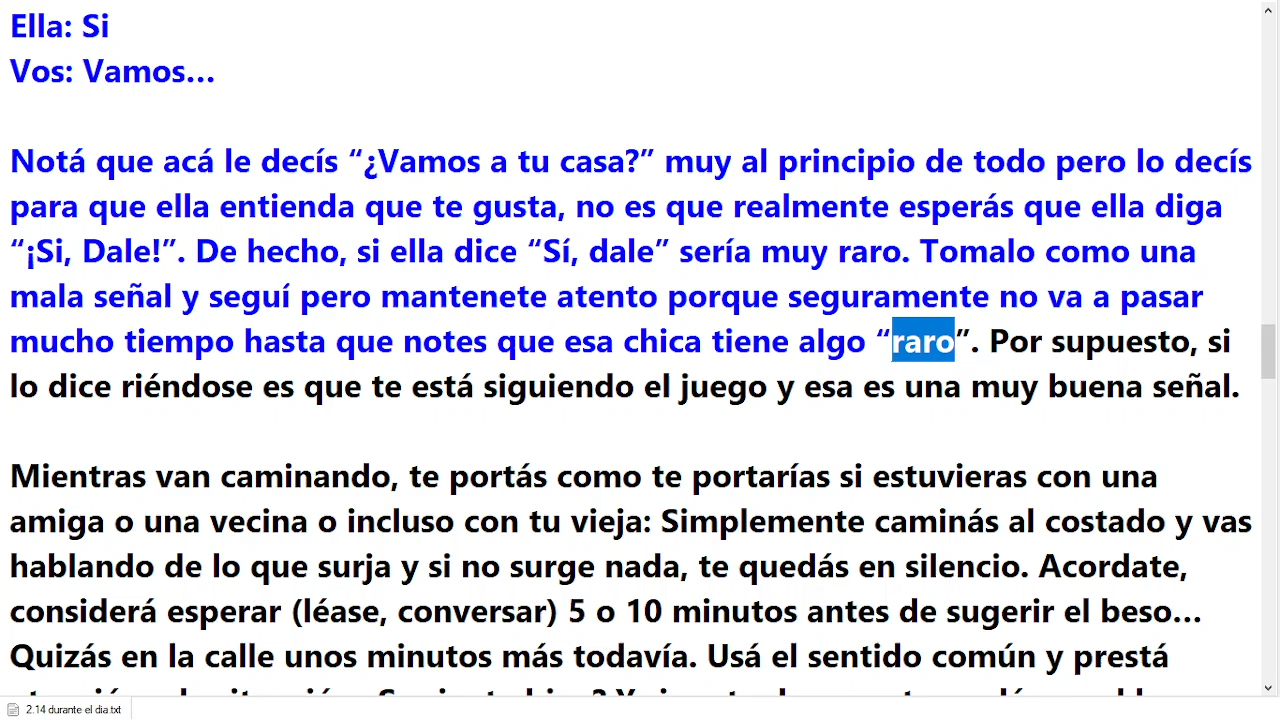 Ella: Si
Vos: Vamos...
Notá que acá le decís “¿Vamos a tu casa?” muy al principio de todo pero lo decís
para que ella entienda que te gusta, no es que realmente esperás que ella diga
“¡Si, Dale!”. De hecho, si ella dice “Sí, dale” sería muy raro. Tomalo como una
mala señal y seguí pero mantenete atento porque seguramente no va a pasar
mucho tiempo hasta que notes que esa chica tiene algo “raro”. Por supuesto, si
lo dice riéndose es que te está siguiendo el juego y esa es una muy buena señal.
Mientras van caminando, te portás como te portarías si estuvieras con una
amiga o una vecina o incluso con tu vieja: Simplemente caminás al costado y vas
hablando de lo que surja y si no surge nada, te quedás en silencio. Acordate,
considerá esperar (léase, conversar) 5 o 10 minutos antes de sugerir el beso...
Quizás en la calle unos minutos más todavía. Usá el sentido común y prestá
2.14 durante el dia.txt